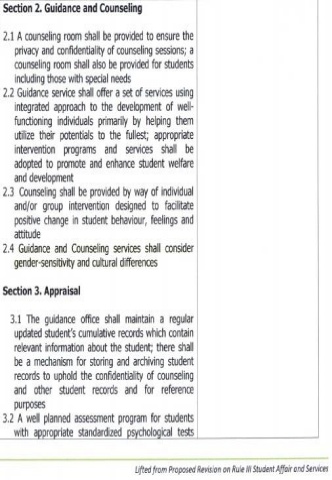 Section 2. Guidance and Counseling
2.1 A counseling room shall be provided to ensure the
privacy and confidentiality of counseling sessions; a
counseling room shall also be provided for students
including those with special needs
2.2 Guidance service shall offer a set of services using
integrated approach to the development of well-
functioning individuals primarily by helping them
utilize their potentials to the fullest; appropriate
intervention programs and services shall be
adopted to promote and enhance student welfare
and development
2.3 Counseling shall be provided by way of individual
and/or group intervention designed to facilitate
positive change in student behaviour, feelings and
attitude
2.4 Guidance and Counseling services shall consider
gender-sensitivity and cultural differences
Section 3. Appraisal
3.1 The guidance office shall maintain a regular
updated student's cumulative records which contain
relevant information about the student; there shall
be a mechanism for storing and archiving student
records to uphold the confidentiality of counseling
and other student records and for reference
purposes
3.2 A well planned assessment program for students
with appropriate standardized psychological tests
Lifted from Proposed Revision on Rule III Student Affair and Services